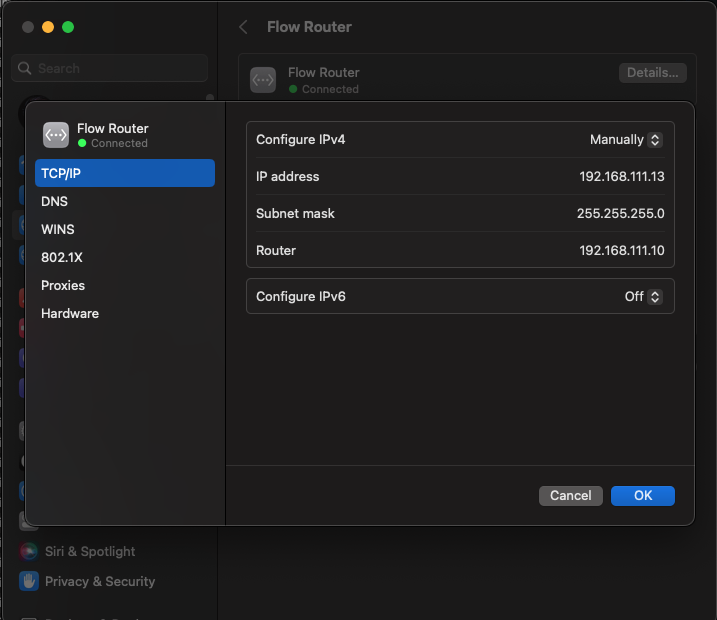 Flow Router
Search
Flow Router
Connected
Details...
Flow Router
Connected
TCP/IP
DNS
WINS
802.1X
Proxies
Hardware
Configure IPv4 Manually
IP address 192.168.111.13
Subnet mask 255.255.255.0
Router 192.168.111.10
Configure IPv6 Off
Cancel OK
Siri & Spotlight
Privacy & Security